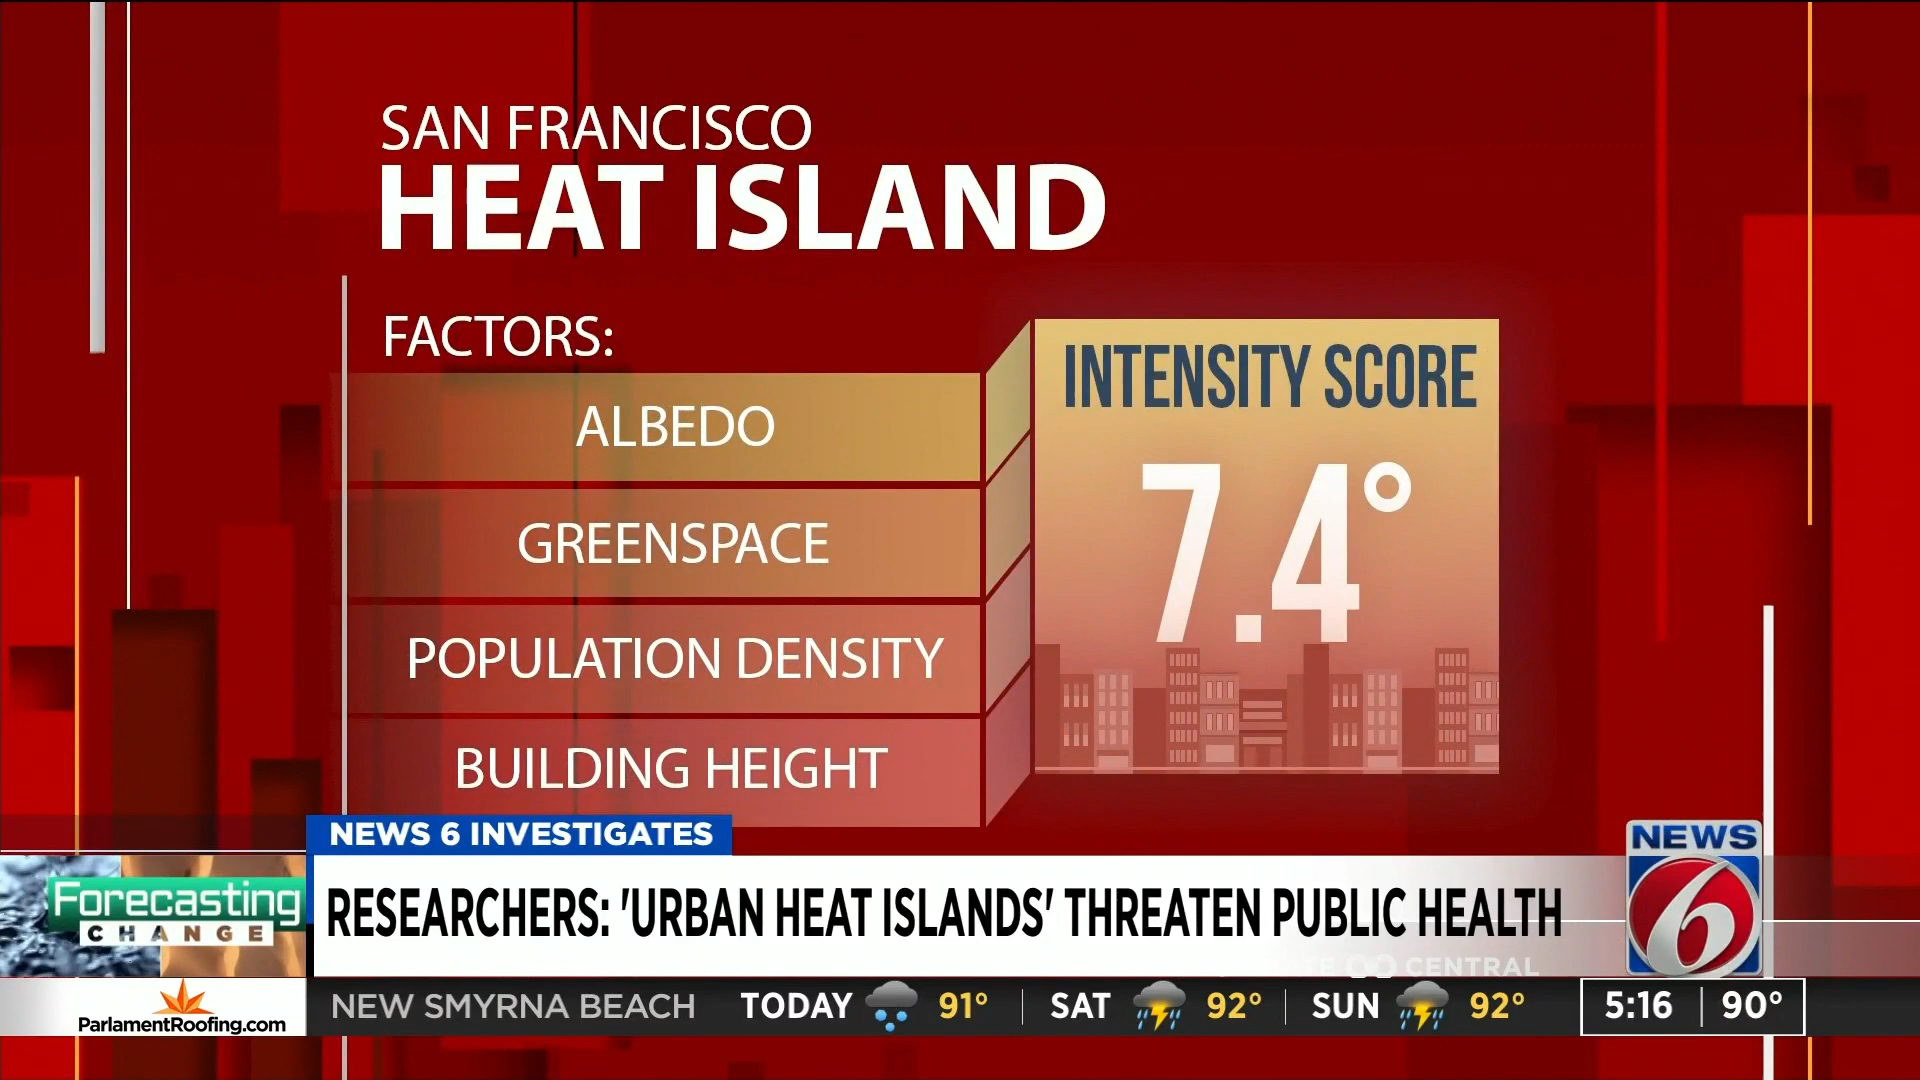 SAN FRANCISCO
HEAT ISLAND
FACTORS:
ALBEDO
GREENSPACE
POPULATION DENSITY
BUILDING HEIGHT
INTENSITY SCORE
7.4°
NEWS 6 INVESTIGATES
RESEARCHERS: 'URBAN HEAT ISLANDS' THREATEN PUBLIC HEALTH
Forecasting
CHANGE
NEWS
6
CENTRAL
ParlamentRoofing.com
NEW SMYRNA BEACH TODAY 91° SAT 92° SUN 92° 5:16 90°